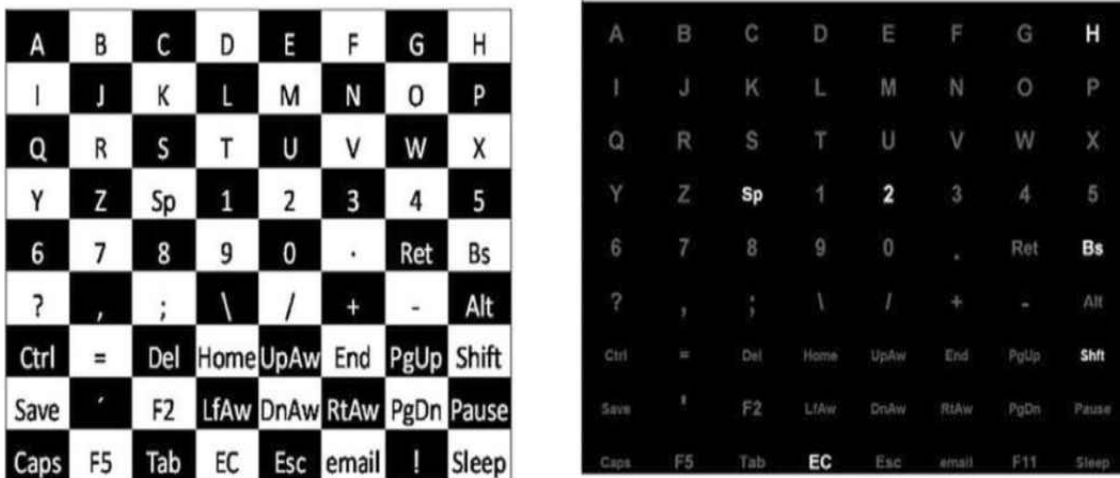 A B C D E F G H
I J K L M N O P
Q R S T U V W X
Y Z Sp 1 2 3 4 5
6 7 8 9 0 . Ret Bs
? , ; \ / + - Alt
Ctrl = Del Home UpAw End PgUp Shift
Save ´ F2 LfAw DnAw RtAw PgDn Pause
Caps F5 Tab EC Esc email ! Sleep
A B C D E F G H
I J K L M N O P
Q R S T U V W X
Y Z Sp 1 2 3 4 5
6 7 8 9 0 . Ret Bs
? , ; \ / + - Alt
Ctrl = Del Home UpAw End PgUp Shft
Save ' F2 LfAw DnAw RtAw PgDn Pause
Caps F5 Tab EC Esc email F11 Sleep